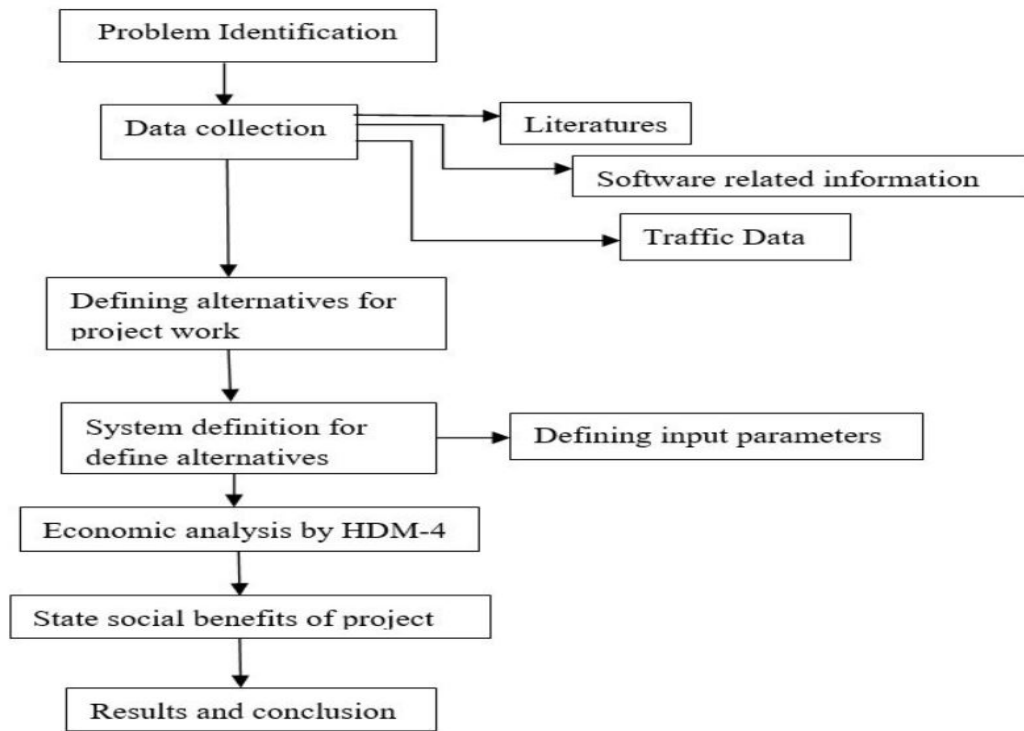 Problem Identification
Data collection
Literatures
Software related information
Traffic Data
Defining alternatives for
project work
System definition for
define alternatives
Defining input parameters
Economic analysis by HDM-4
State social benefits of project
Results and conclusion